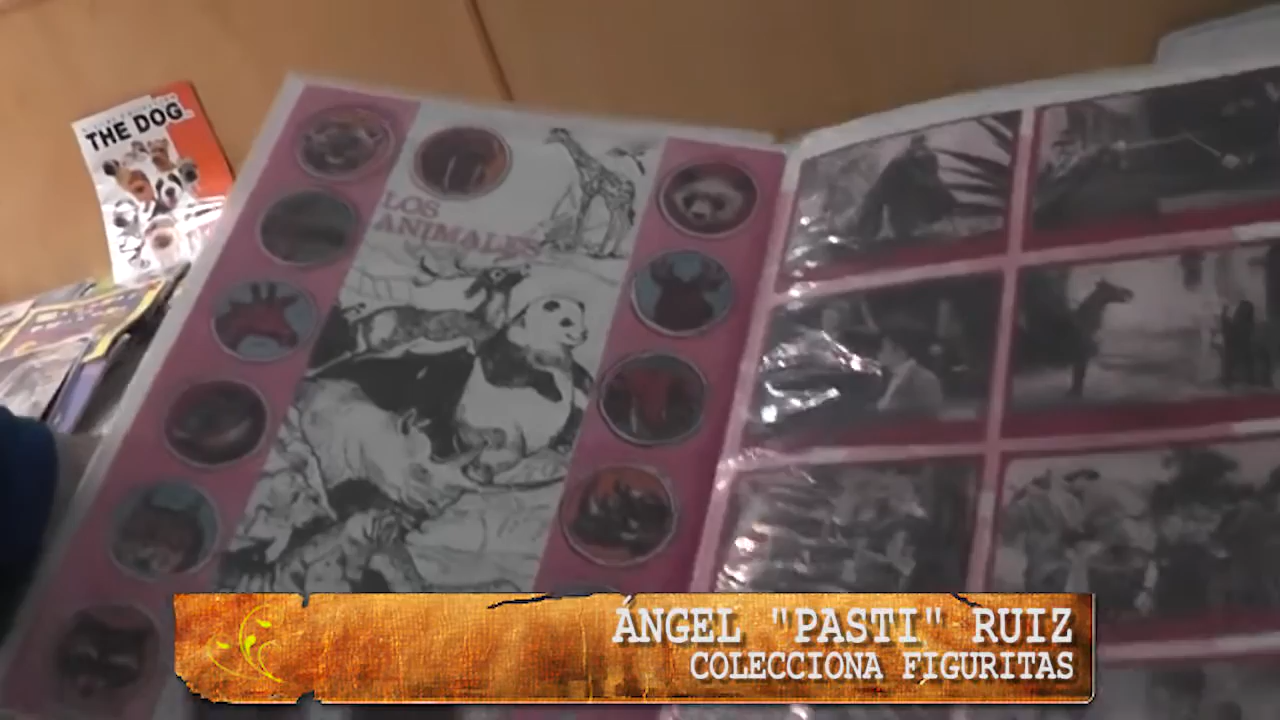 THE DOG
LOS
ANIMALES
ÁNGEL "PASTI" RUIZ
COLECCIONA FIGURITAS